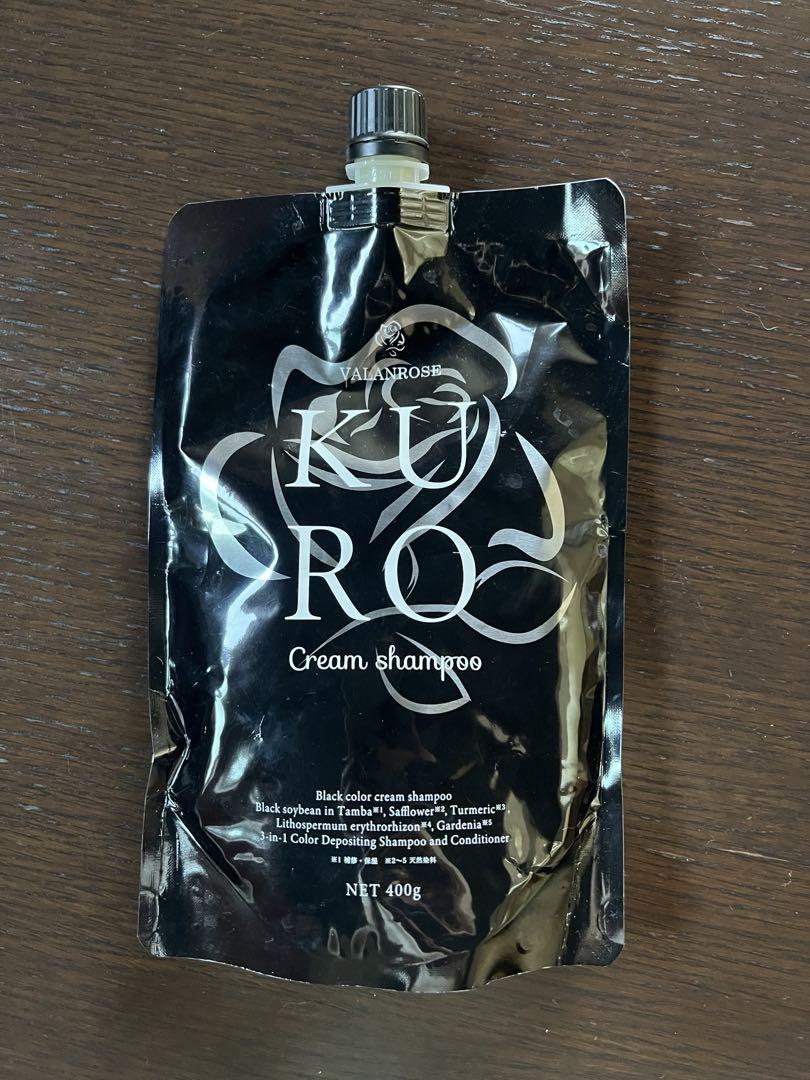 VALANROSE
KU
RO
Cream shampoo
Black color cream shampoo
Black soybean in Tamba※1, Safflower※2, Turmeric※3,
Lithospermum erythrorhizon※4, Gardenia※5
3-in-1 Color Depositing Shampoo and Conditioner
※1 補修・保湿 ※2〜5 天然染料
NET 400g